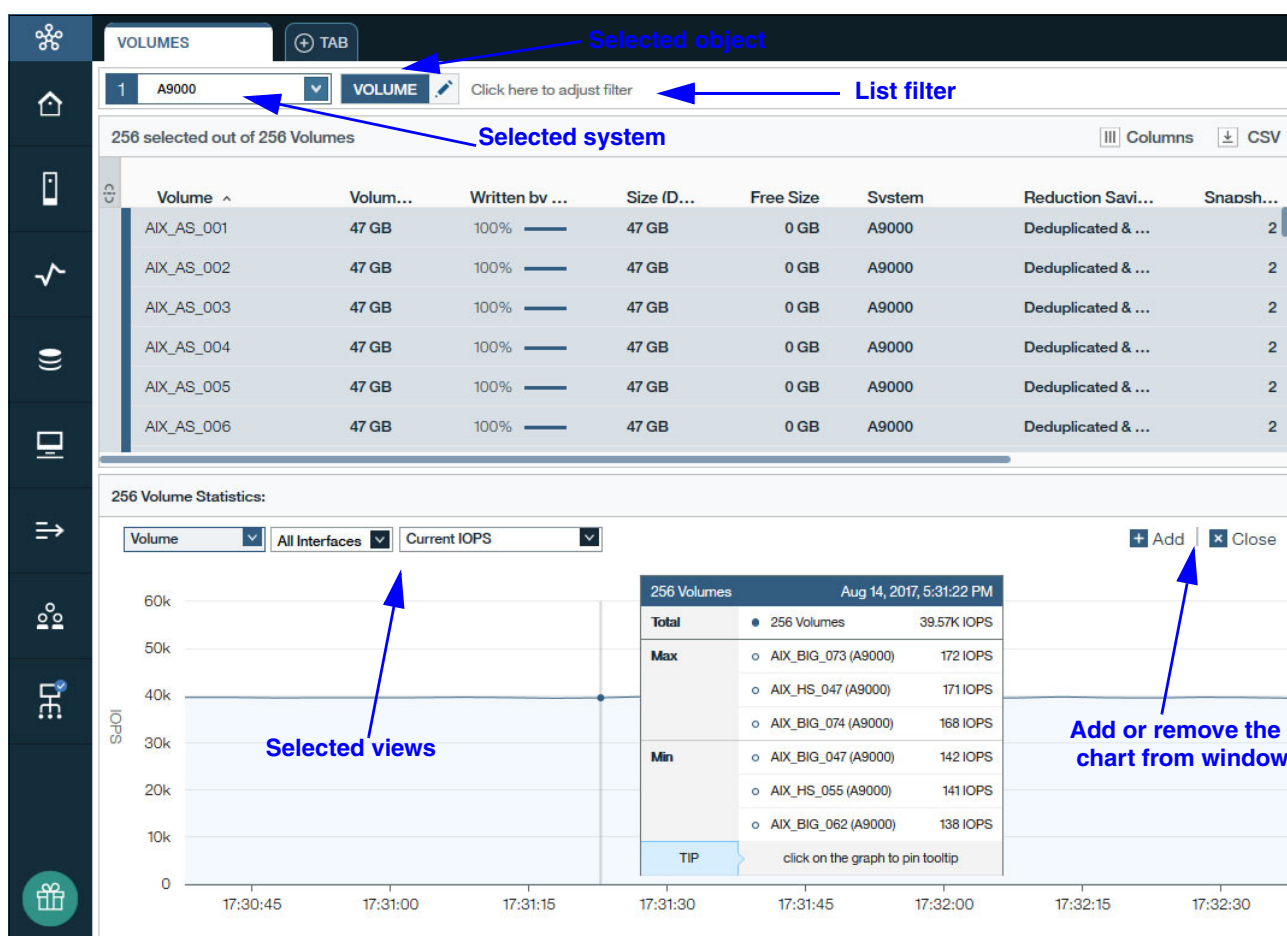 VOLUMES
TAB
Selected object
1 A9000 VOLUME Click here to adjust filter
List filter
Selected system
256 selected out of 256 Volumes Columns CSV
Volume Volum... Written by ... Size (D... Free Size System Reduction Savi... Snapsh...
AIX_AS_001 47 GB 100% 47 GB 0 GB A9000 Deduplicated & ... 2
AIX_AS_002 47 GB 100% 47 GB 0 GB A9000 Deduplicated & ... 2
AIX_AS_003 47 GB 100% 47 GB 0 GB A9000 Deduplicated & ... 2
AIX_AS_004 47 GB 100% 47 GB 0 GB A9000 Deduplicated & ... 2
AIX_AS_005 47 GB 100% 47 GB 0 GB A9000 Deduplicated & ... 2
AIX_AS_006 47 GB 100% 47 GB 0 GB A9000 Deduplicated & ... 2
256 Volume Statistics:
Volume All Interfaces Current IOPS Add Close
256 Volumes Aug 14, 2017, 5:31:22 PM
Total 256 Volumes 39.57K IOPS
Max AIX_BIG_073 (A9000) 172 IOPS
AIX_HS_047 (A9000) 171 IOPS
AIX_BIG_074 (A9000) 168 IOPS
Min AIX_BIG_047 (A9000) 142 IOPS
AIX_HS_055 (A9000) 141 IOPS
AIX_BIG_062 (A9000) 138 IOPS
TIP click on the graph to pin tooltip
Selected views
Add or remove the
chart from window
IOPS
60k
50k
40k
30k
20k
10k
0
17:30:45 17:31:00 17:31:15 17:31:30 17:31:45 17:32:00 17:32:15 17:32:30